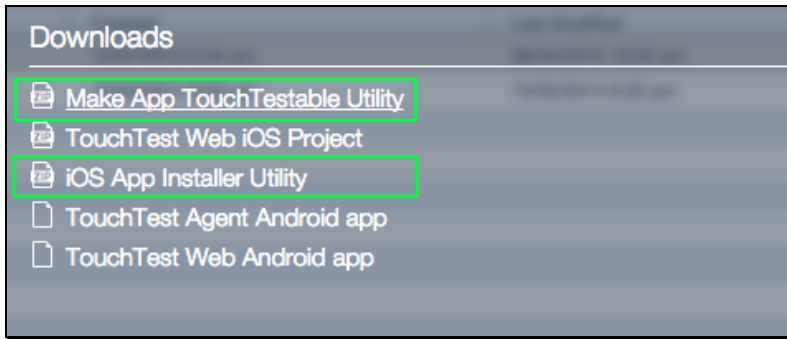 Downloads
Make App TouchTestable Utility
TouchTest Web iOS Project
iOS App Installer Utility
TouchTest Agent Android app
TouchTest Web Android app